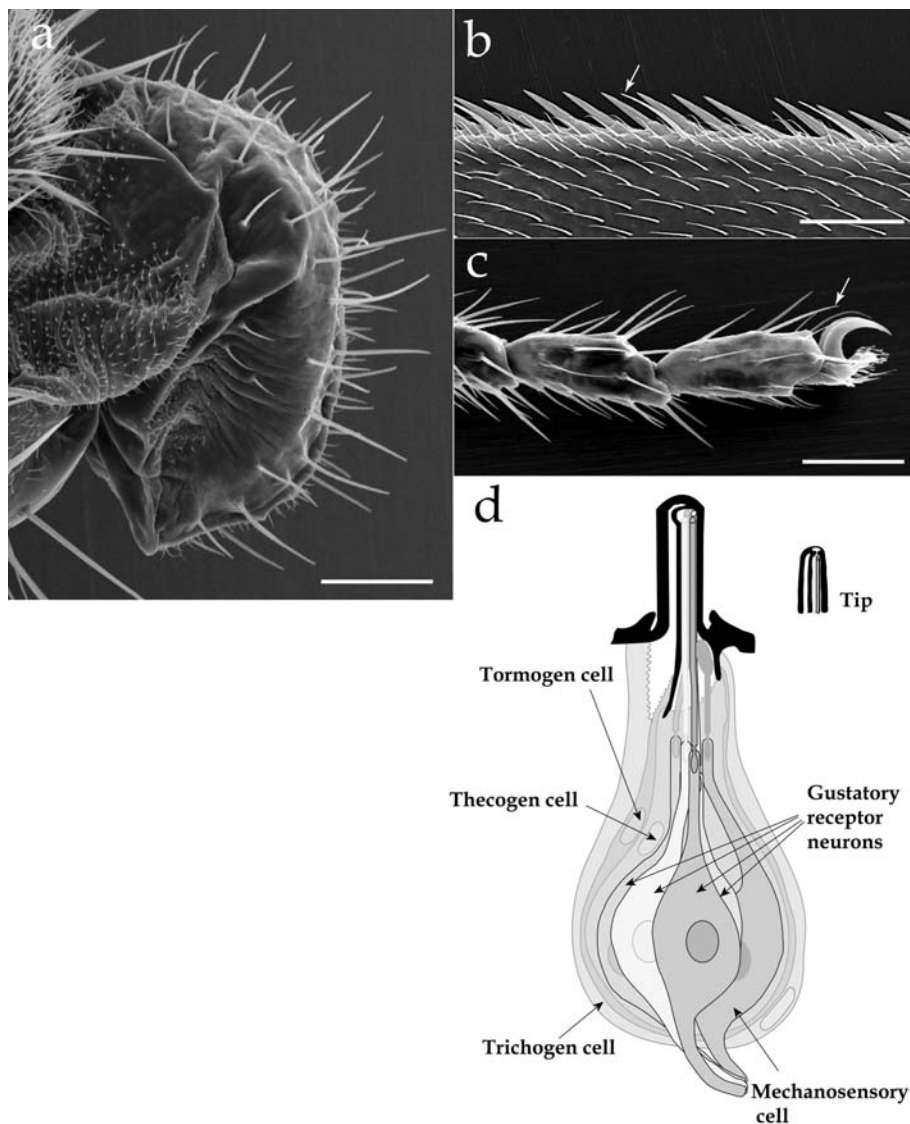 a
b
c
d
Tip
Tormogen cell
Thecogen cell
Gustatory
receptor
neurons
Trichogen cell
Mechanosensory
cell